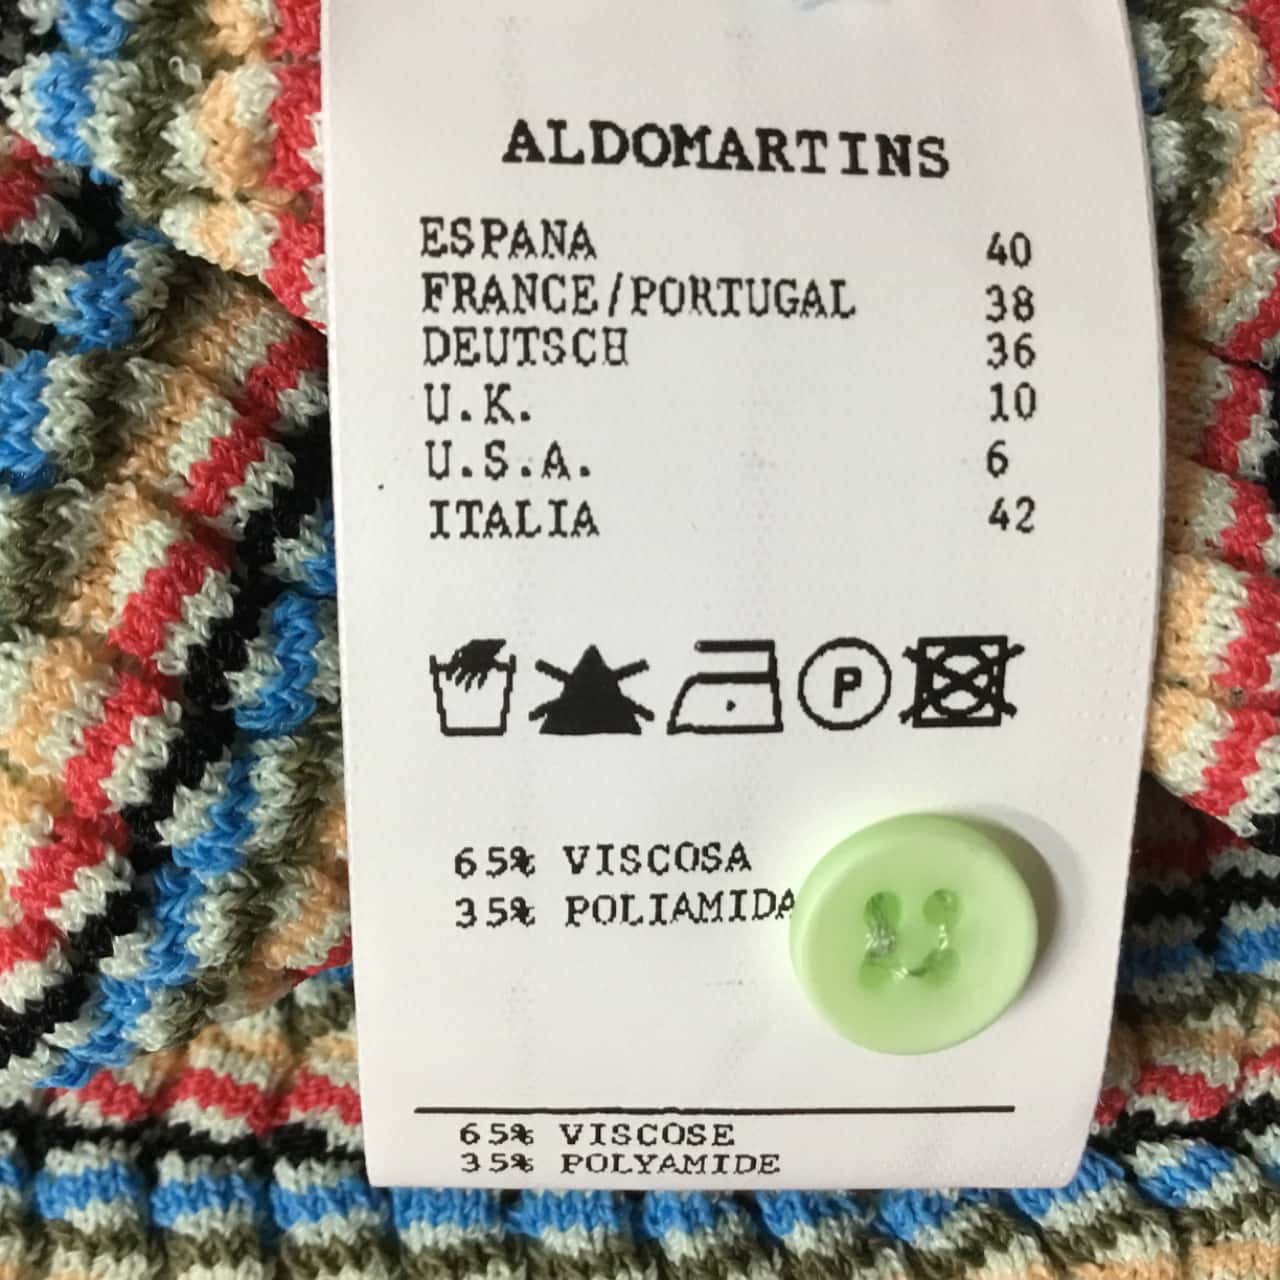 ALDOMARTINS
ESPANA 40
FRANCE/PORTUGAL 38
DEUTSCH 36
U.K. 10
U.S.A. 6
ITALIA 42
P
65% VISCOSA
35% POLIAMIDA
65% VISCOSE
35% POLYAMIDE